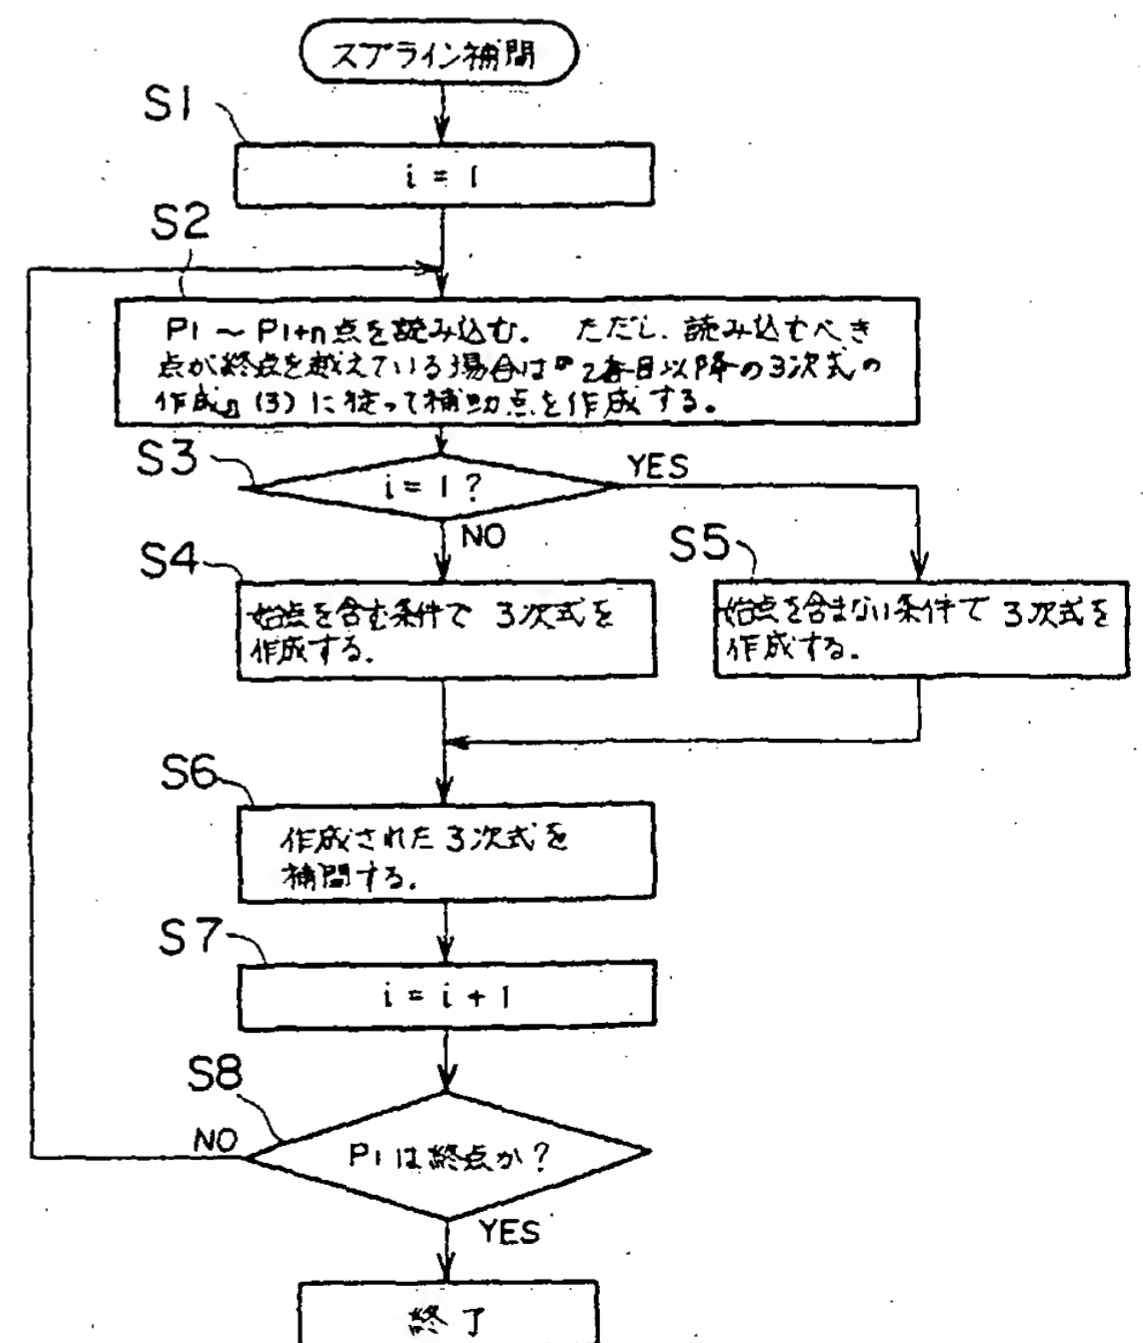 スプライン補間
S1
i = 1
S2
P1 ~ P1+n点を読み込む。 ただし、読み込むべき
点が終点を越えている場合は『2番目以降の3次式の
作成』(3)に従って補助点を作成する。
S3
i = 1 ?
YES
NO
S4
始点を含む条件で 3次式を
作成する.
S5
始点を含まない条件で 3次式を
作成する.
S6
作成された3次式を
補間する.
S7
i = i + 1
S8
NO
P1は終点か?
YES
終了